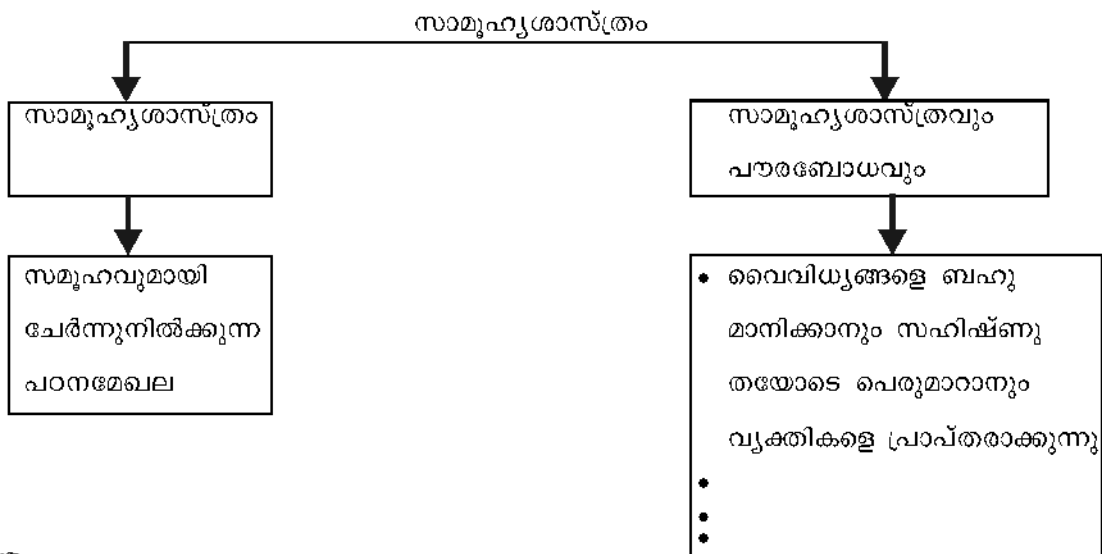 സാമൂഹ്യശാസ്ത്രം
സാമൂഹ്യശാസ്ത്രം
സാമൂഹ്യശാസ്ത്രവും
പൗരബോധവും
സമൂഹവുമായി
ചേർന്നുനിൽക്കുന്ന
പഠനമേഖല
• വൈവിധ്യങ്ങളെ ബഹു
മാനിക്കാനും സഹിഷ്ണു
തയോടെ പെരുമാറാനും
വ്യക്തികളെ പ്രാപ്തരാക്കുന്നു
•
•
•